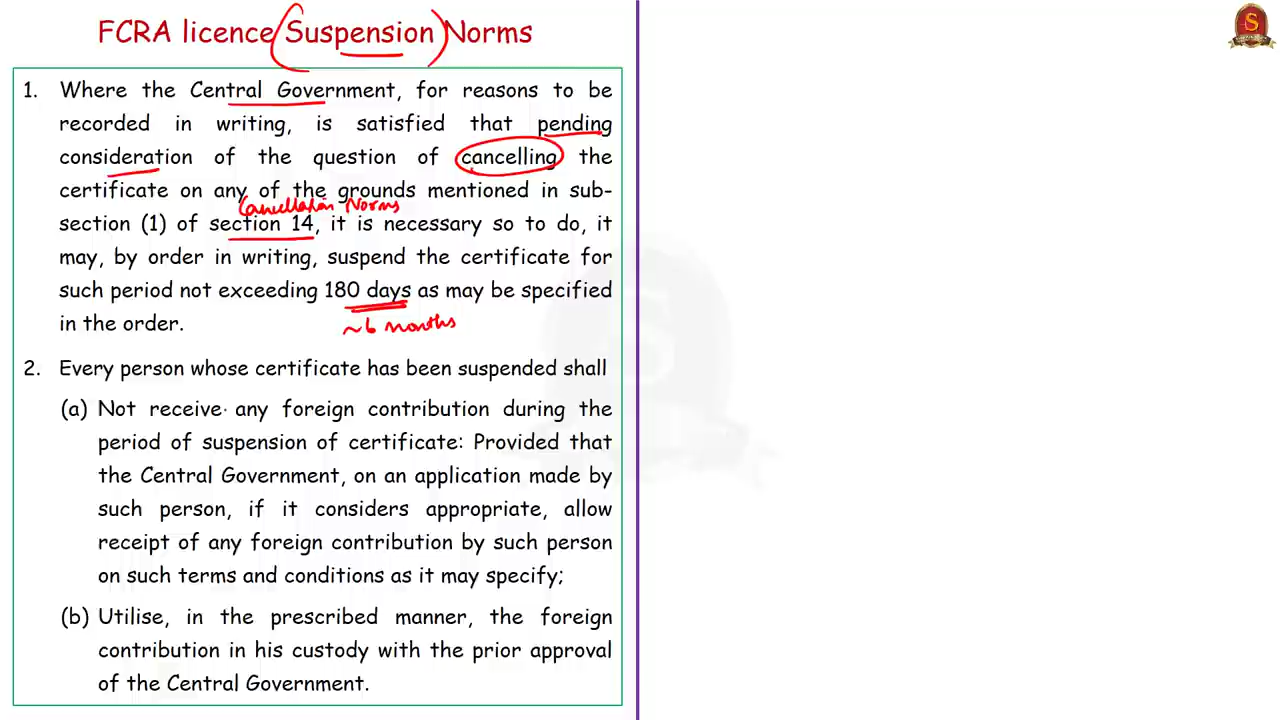 FCRA licence (Suspension) Norms
1. Where the Central Government, for reasons to be
recorded in writing, is satisfied that pending
consideration of the question of cancelling the
certificate on any of the grounds mentioned in sub-
Cancellation Norms
section (1) of section 14, it is necessary so to do, it
may, by order in writing, suspend the certificate for
such period not exceeding 180 days as may be specified
in the order.
~6 months
2. Every person whose certificate has been suspended shall
(a) Not receive any foreign contribution during the
period of suspension of certificate: Provided that
the Central Government, on an application made by
such person, if it considers appropriate, allow
receipt of any foreign contribution by such person
on such terms and conditions as it may specify;
(b) Utilise, in the prescribed manner, the foreign
contribution in his custody with the prior approval
of the Central Government.